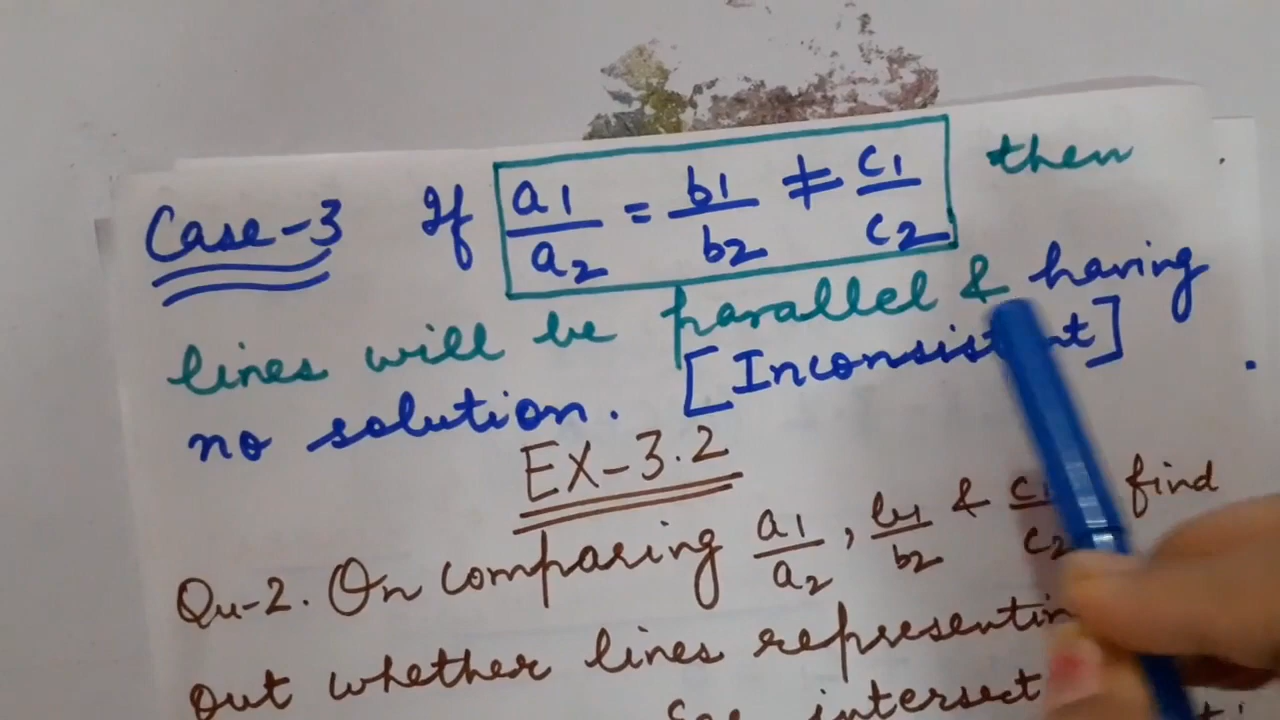 Case-3 If a1/a2 = b1/b2 ≠ c1/c2 then
lines will be parallel & having
no solution. [Inconsistent]
EX-3.2
Qu-2. On comparing a1/a2, b1/b2 & c1/c2 find
out whether lines representin
intersect